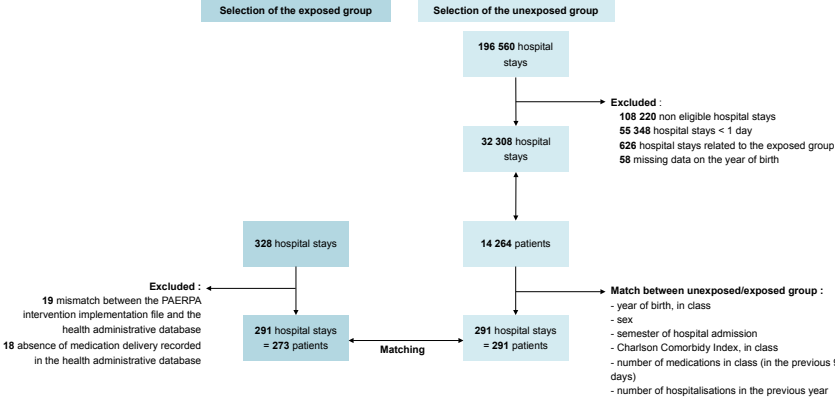 Selection of the exposed group
Selection of the unexposed group
196 560 hospital
stays
Excluded :
108 220 non eligible hospital stays
55 348 hospital stays < 1 day
626 hospital stays related to the exposed group
58 missing data on the year of birth
32 308 hospital
stays
328 hospital stays
14 264 patients
Excluded :
19 mismatch between the PAERPA
intervention implementation file and the
health administrative database
18 absence of medication delivery recorded
in the health administrative database
291 hospital stays
= 273 patients
Matching
291 hospital stays
= 291 patients
Match between unexposed/exposed group :
- year of birth, in class
- sex
- semester of hospital admission
- Charlson Comorbidy Index, in class
- number of medications in class (in the previous
days)
- number of hospitalisations in the previous year